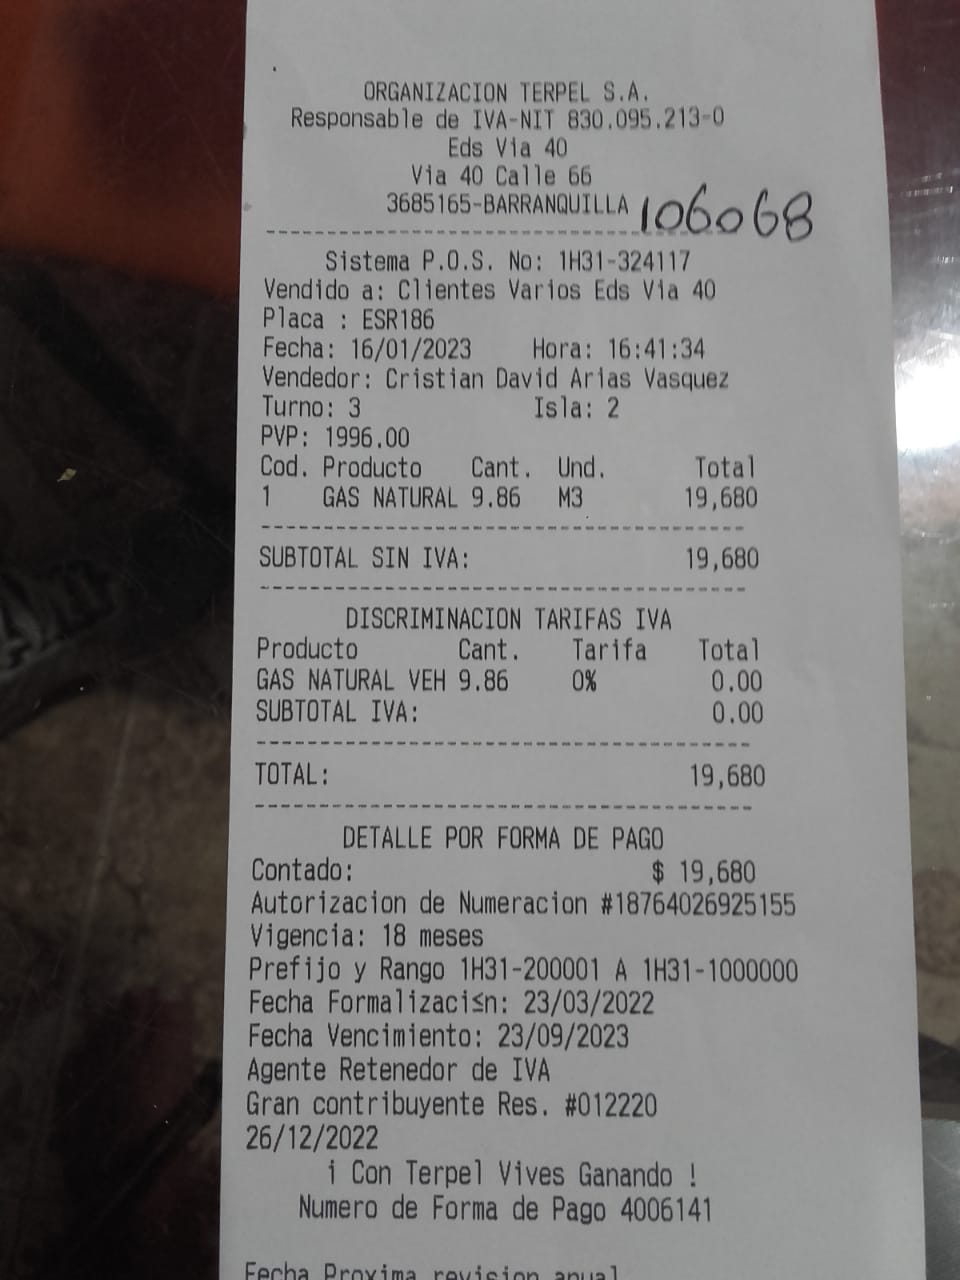 ORGANIZACION TERPEL S.A.
Responsable de IVA-NIT 830.095.213-0
Eds Via 40
Via 40 Calle 66
3685165-BARRANQUILLA 106068
Sistema P.O.S. No: 1H31-324117
Vendido a: Clientes Varios Eds Via 40
Placa : ESR186
Fecha: 16/01/2023 Hora: 16:41:34
Vendedor: Cristian David Arias Vasquez
Turno: 3 Isla: 2
PVP: 1996.00
Cod. Producto Cant. Und. Total
1 GAS NATURAL 9.86 M3 19,680
SUBTOTAL SIN IVA: 19,680
DISCRIMINACION TARIFAS IVA
Producto Cant. Tarifa Total
GAS NATURAL VEH 9.86 0% 0.00
SUBTOTAL IVA: 0.00
TOTAL: 19,680
DETALLE POR FORMA DE PAGO
Contado: $ 19,680
Autorizacion de Numeracion #18764026925155
Vigencia: 18 meses
Prefijo y Rango 1H31-200001 A 1H31-1000000
Fecha Formalizaci≤n: 23/03/2022
Fecha Vencimiento: 23/09/2023
Agente Retenedor de IVA
Gran contribuyente Res. #012220
26/12/2022
¡ Con Terpel Vives Ganando !
Numero de Forma de Pago 4006141
Fecha Proxima revision anual